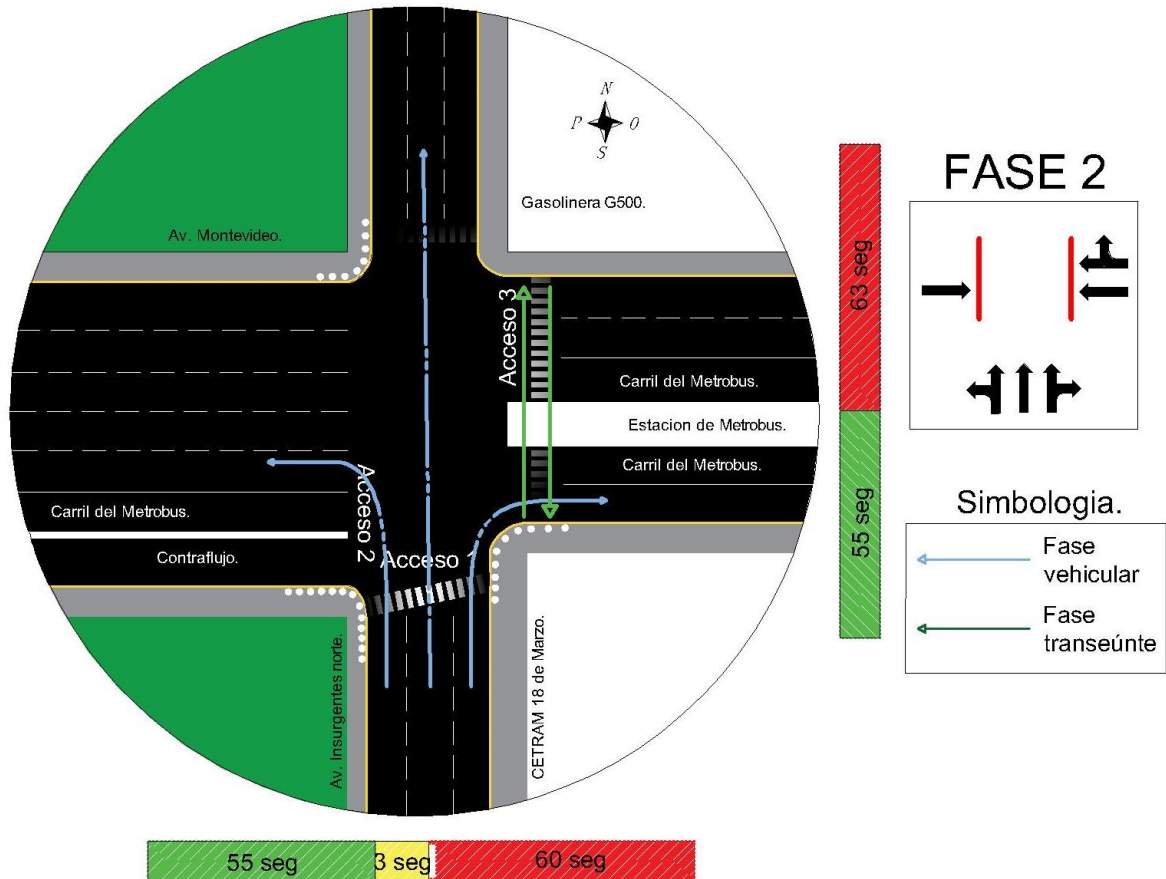 N
P O
S
Gasolinera G500.
Av. Montevideo.
Acceso 3
Carril del Metrobus.
Estacion de Metrobus.
Carril del Metrobus.
Acceso 2
Carril del Metrobus.
Contraflujo.
Acceso 1
Av. Insurgentes norte.
CETRAM 18 de Marzo.
63 seg
55 seg
FASE 2
Simbologia.
Fase
vehicular
Fase
transeúnte
55 seg
3 seg
60 seg